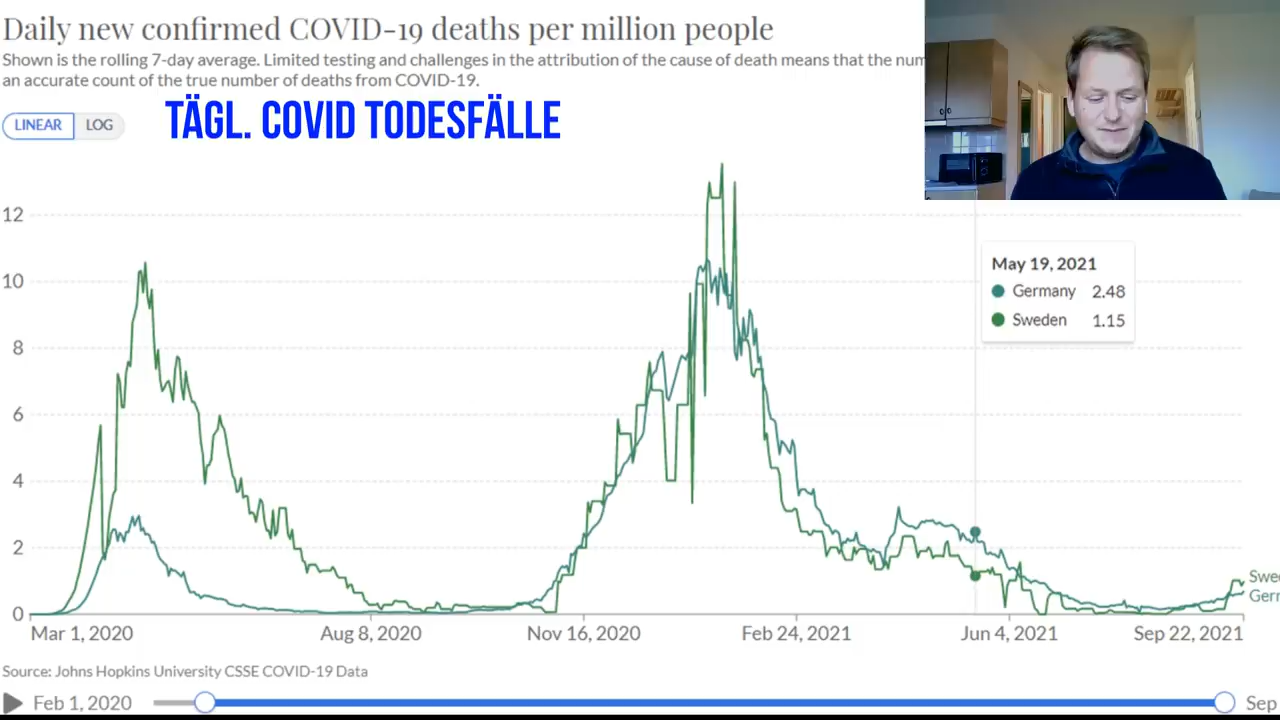 Daily new confirmed COVID-19 deaths per million people
Shown is the rolling 7-day average. Limited testing and challenges in the attribution of the cause of death means that the num
an accurate count of the true number of deaths from COVID-19.
LINEAR LOG
TÄGL. COVID TODESFÄLLE
12
10
8
6
4
2
0
May 19, 2021
Germany 2.48
Sweden 1.15
Swe
Ger
Mar 1, 2020 Aug 8, 2020 Nov 16, 2020 Feb 24, 2021 Jun 4, 2021 Sep 22, 2021
Source: Johns Hopkins University CSSE COVID-19 Data
Feb 1, 2020 Sep